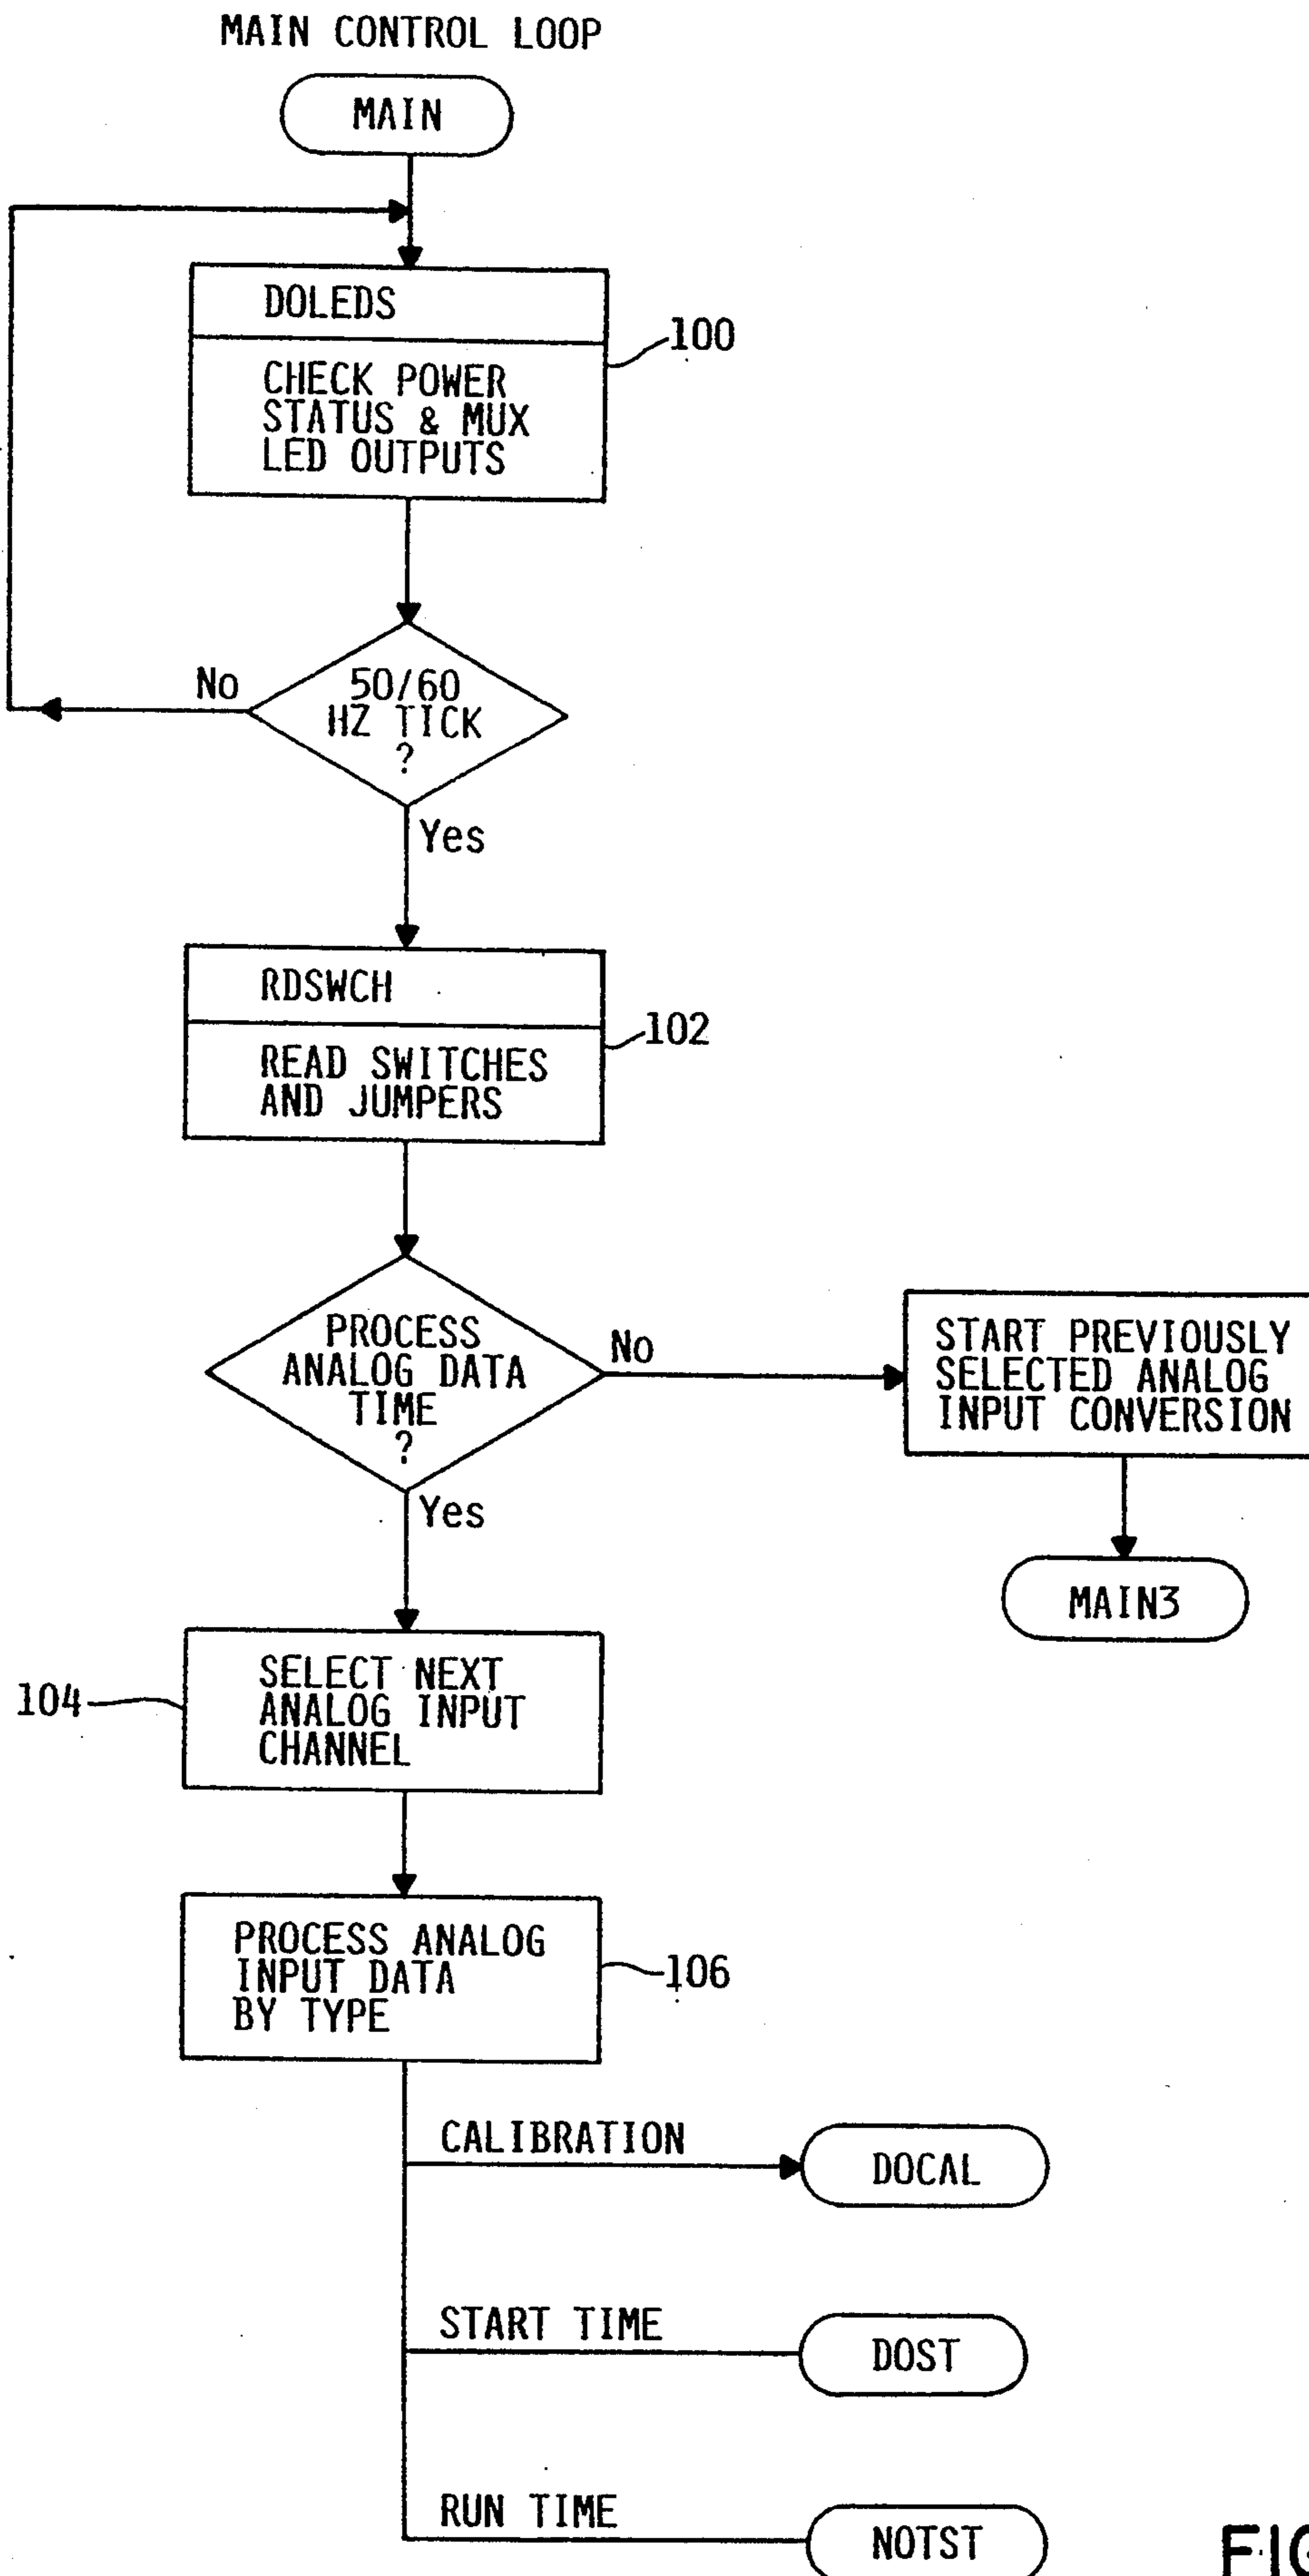 MAIN CONTROL LOOP
MAIN
DOLEDS
100
CHECK POWER
STATUS & MUX
LED OUTPUTS
No
50/60
HZ TICK
?
Yes
RDSWCH
102
READ SWITCHES
AND JUMPERS
PROCESS
ANALOG DATA
TIME
?
No
START PREVIOUSLY
SELECTED ANALOG
INPUT CONVERSION
Yes
MAIN3
104
SELECT NEXT
ANALOG INPUT
CHANNEL
PROCESS ANALOG
INPUT DATA
BY TYPE
106
CALIBRATION
DOCAL
START TIME
DOST
RUN TIME
NOTST